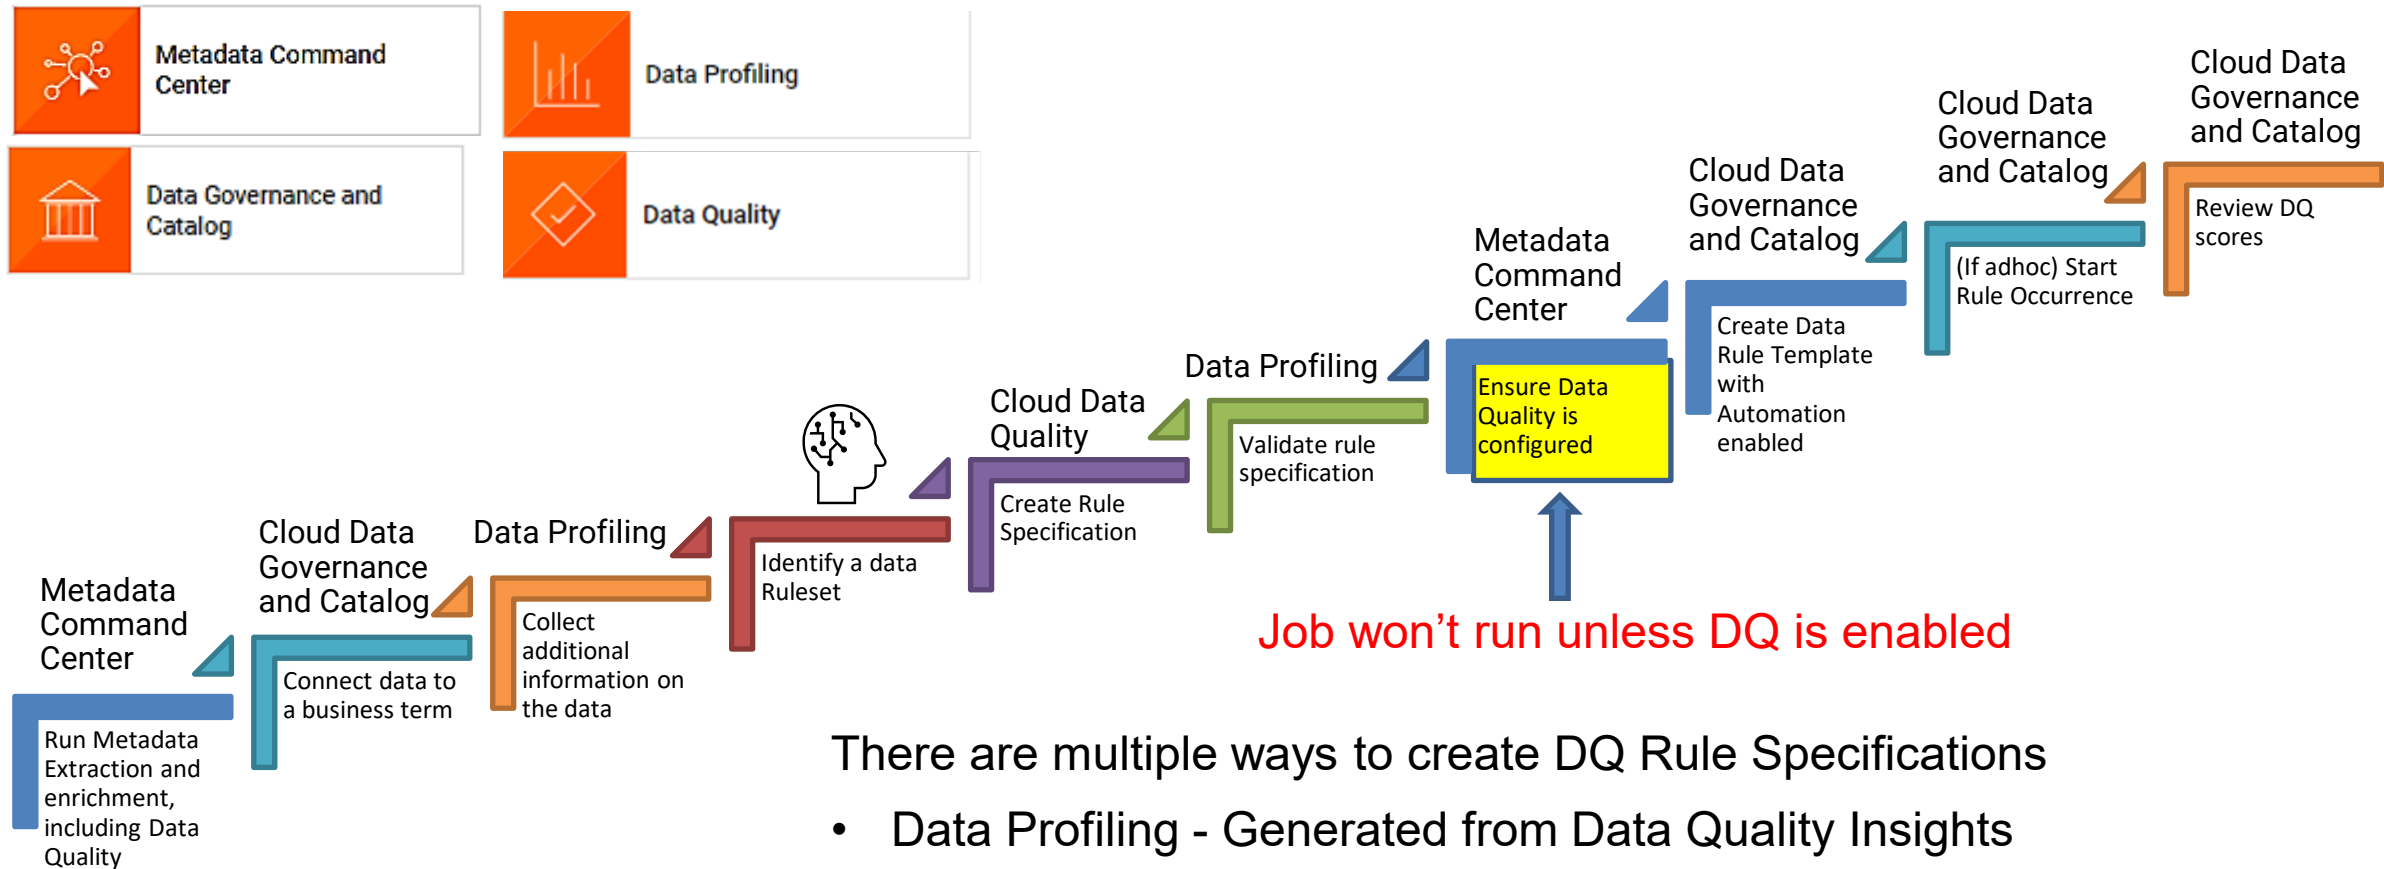 Metadata Command
Center
Data Profiling
Data Governance and
Catalog
Data Quality
Metadata
Command
Center
Run Metadata
Extraction and
enrichment,
including Data
Quality
Cloud Data
Governance
and Catalog
Connect data to
a business term
Data Profiling
Collect
additional
information on
the data
Identify a data
Ruleset
Cloud Data
Quality
Create Rule
Specification
Data Profiling
Validate rule
specification
Metadata
Command
Center
Ensure Data
Quality is
configured
Cloud Data
Governance
and Catalog
Create Data
Rule Template
with
Automation
enabled
Cloud Data
Governance
and Catalog
(If adhoc) Start
Rule Occurrence
Cloud Data
Governance
and Catalog
Review DQ
scores
Job won’t run unless DQ is enabled
There are multiple ways to create DQ Rule Specifications
• Data Profiling - Generated from Data Quality Insights